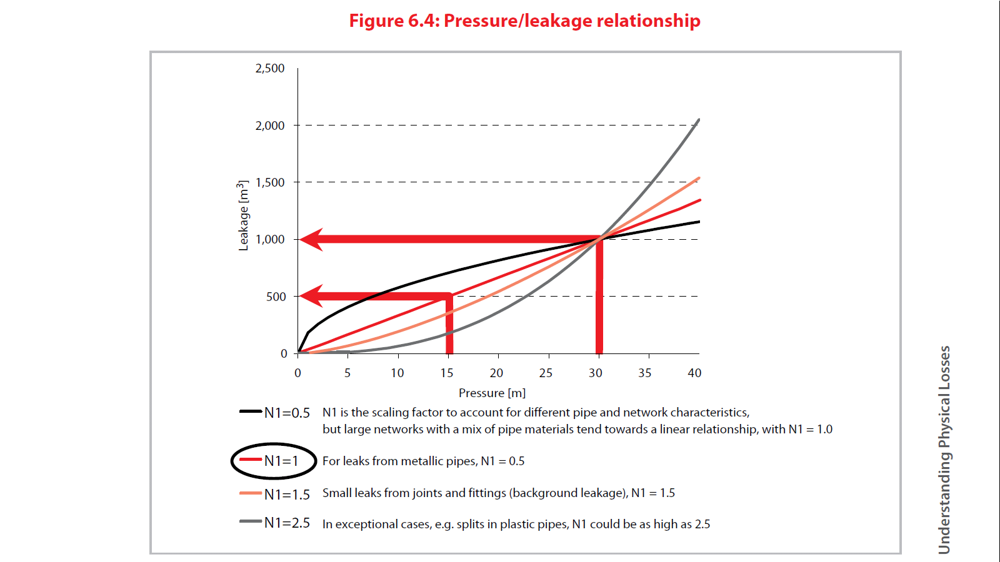 Figure 6.4: Pressure/leakage relationship
2,500
2,000
1,500
1,000
500
0
Leakage [m³]
0 5 10 15 20 25 30 35 40
Pressure [m]
N1=0.5 N1 is the scaling factor to account for different pipe and network characteristics,
but large networks with a mix of pipe materials tend towards a linear relationship, with N1 = 1.0
N1=1 For leaks from metallic pipes, N1 = 0.5
N1=1.5 Small leaks from joints and fittings (background leakage), N1 = 1.5
N1=2.5 In exceptional cases, e.g. splits in plastic pipes, N1 could be as high as 2.5
Understanding Physical Losses